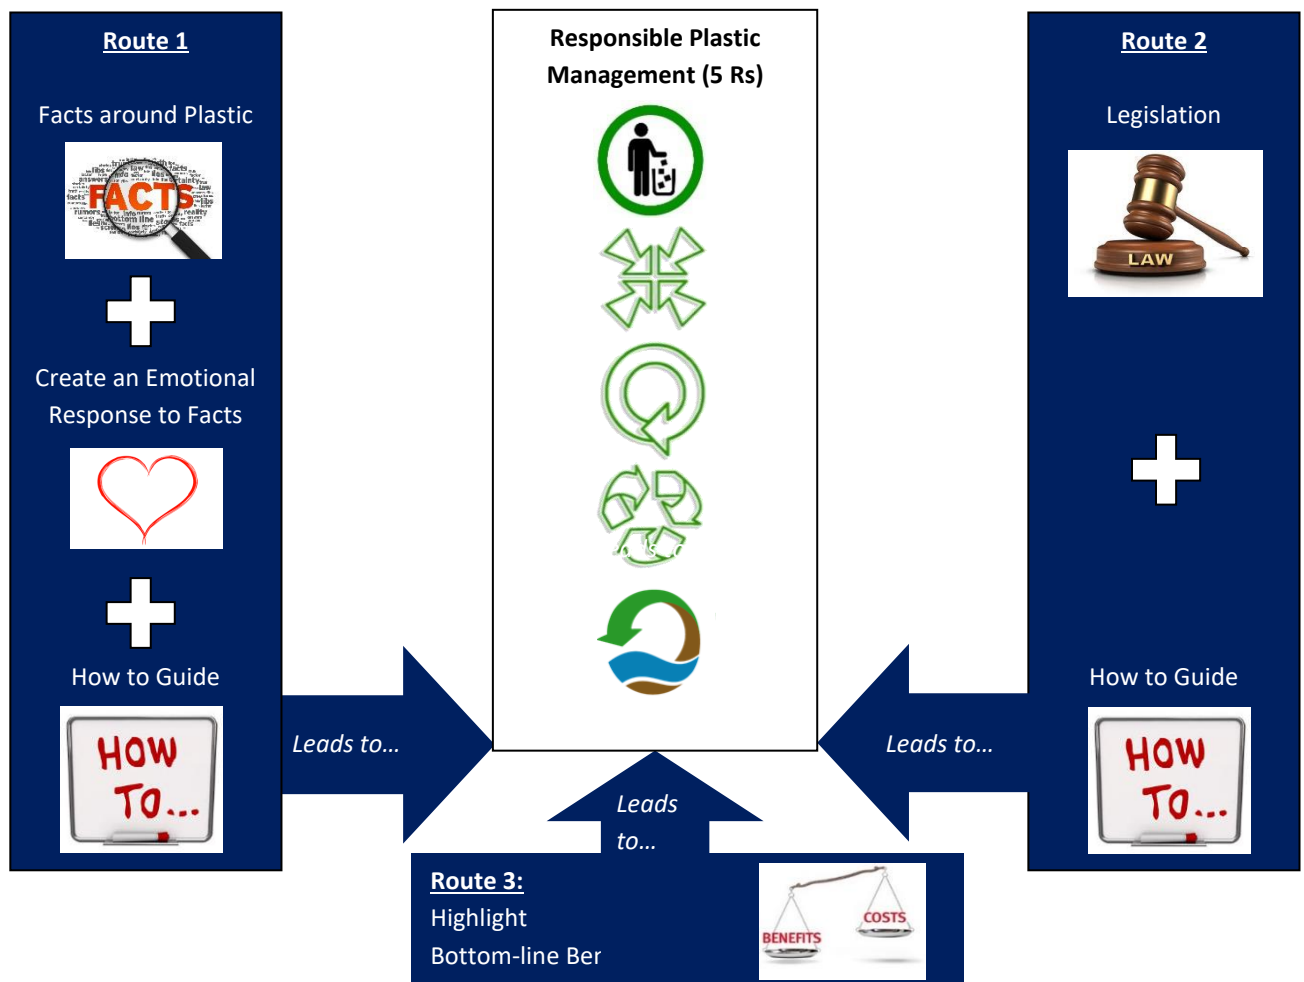 Route 1
Facts around Plastic
FACTS
Create an Emotional
Response to Facts
How to Guide
HOW
TO...
Leads to...
Responsible Plastic
Management (5 Rs)
Leads
to...
Route 2
Legislation
LAW
How to Guide
HOW
TO...
Leads to...
Route 3:
Highlight
Bottom-line
BENEFITS
COSTS